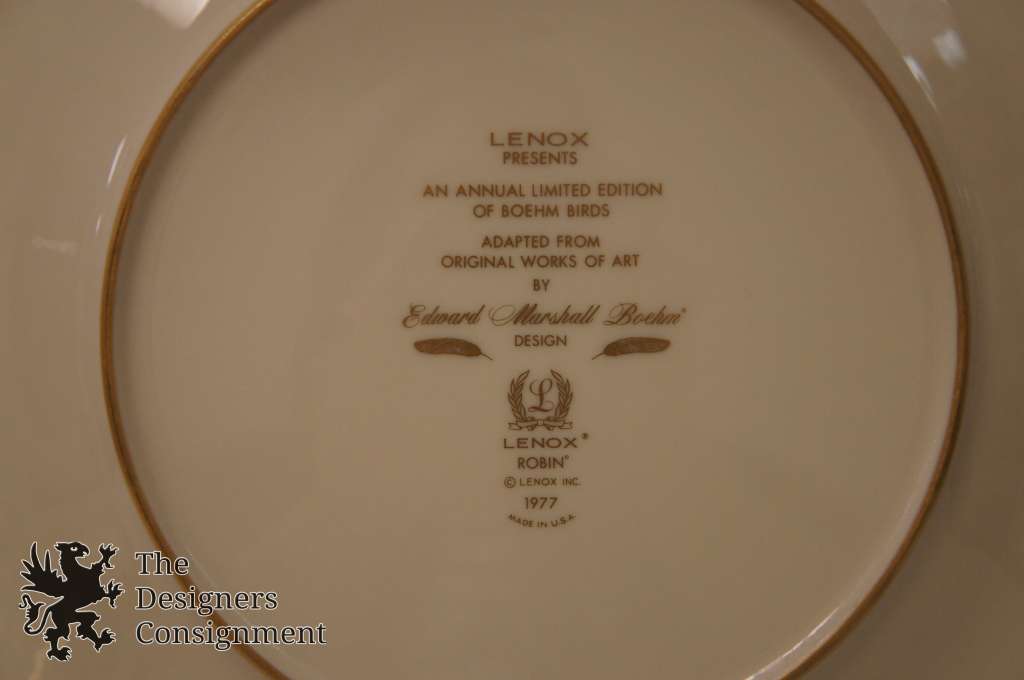 LENOX
PRESENTS
AN ANNUAL LIMITED EDITION
OF BOEHM BIRDS
ADAPTED FROM
ORIGINAL WORKS OF ART
BY
Edward Marshall Boehm®
DESIGN
L
LENOX®
ROBIN®
© LENOX INC.
1977
MADE IN U.S.A.
The
Designers
Consignment